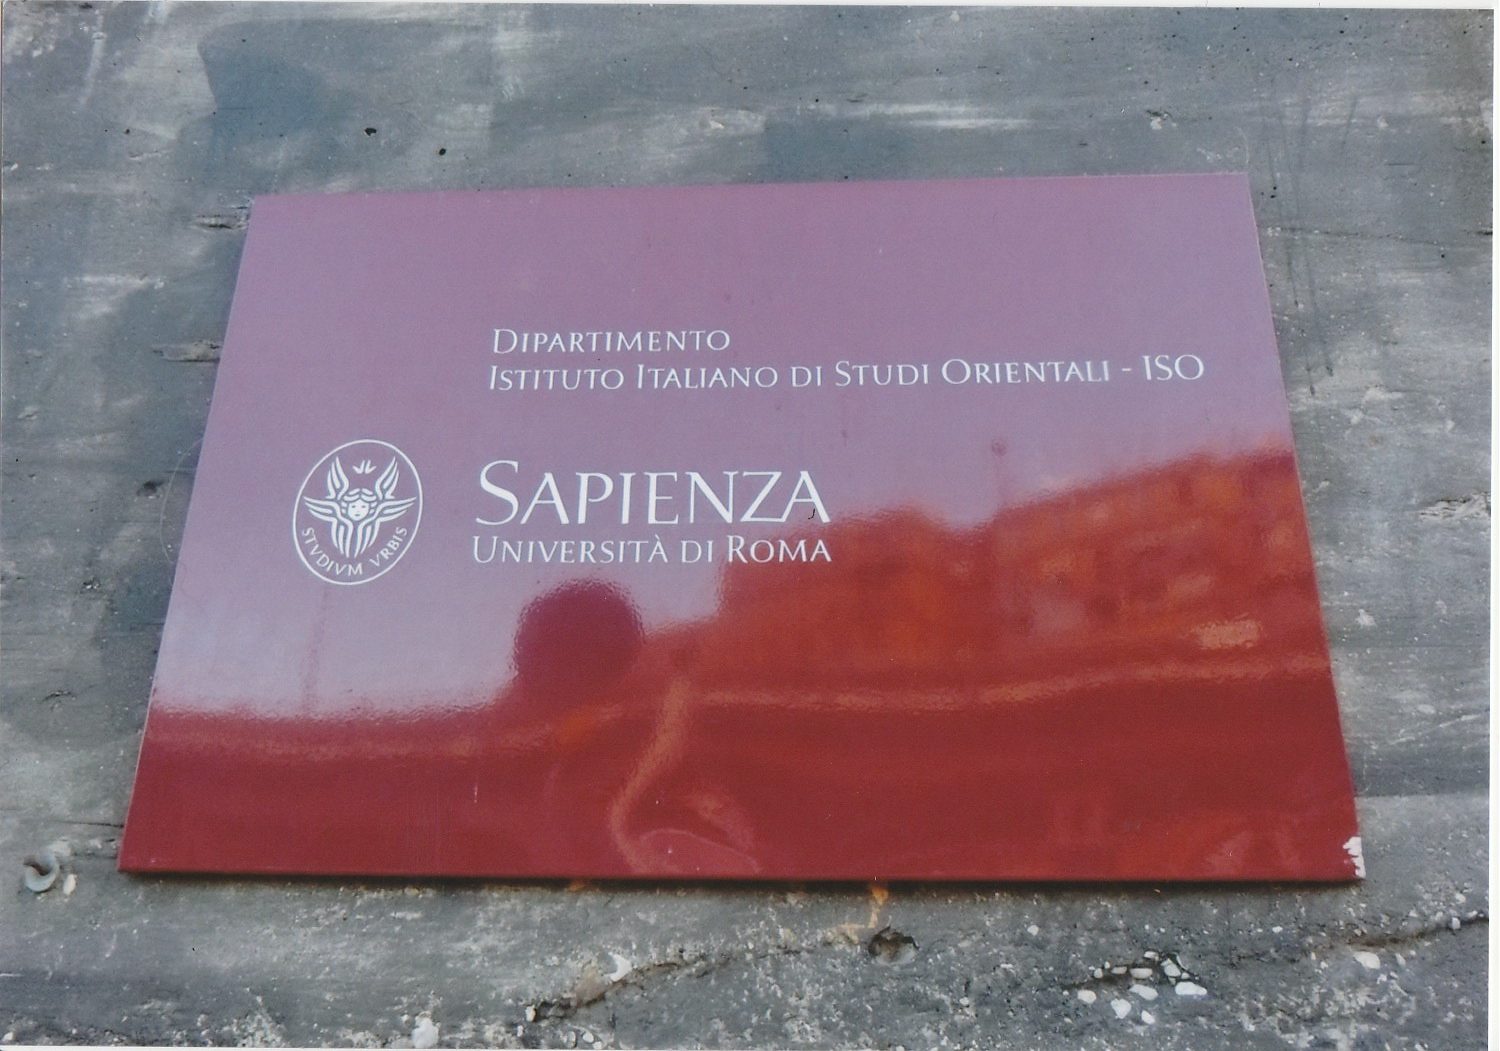 DIPARTIMENTO
ISTITUTO ITALIANO DI STUDI ORIENTALI - ISO
STVDIVM VRBIS
SAPIENZA
UNIVERSITÀ DI ROMA